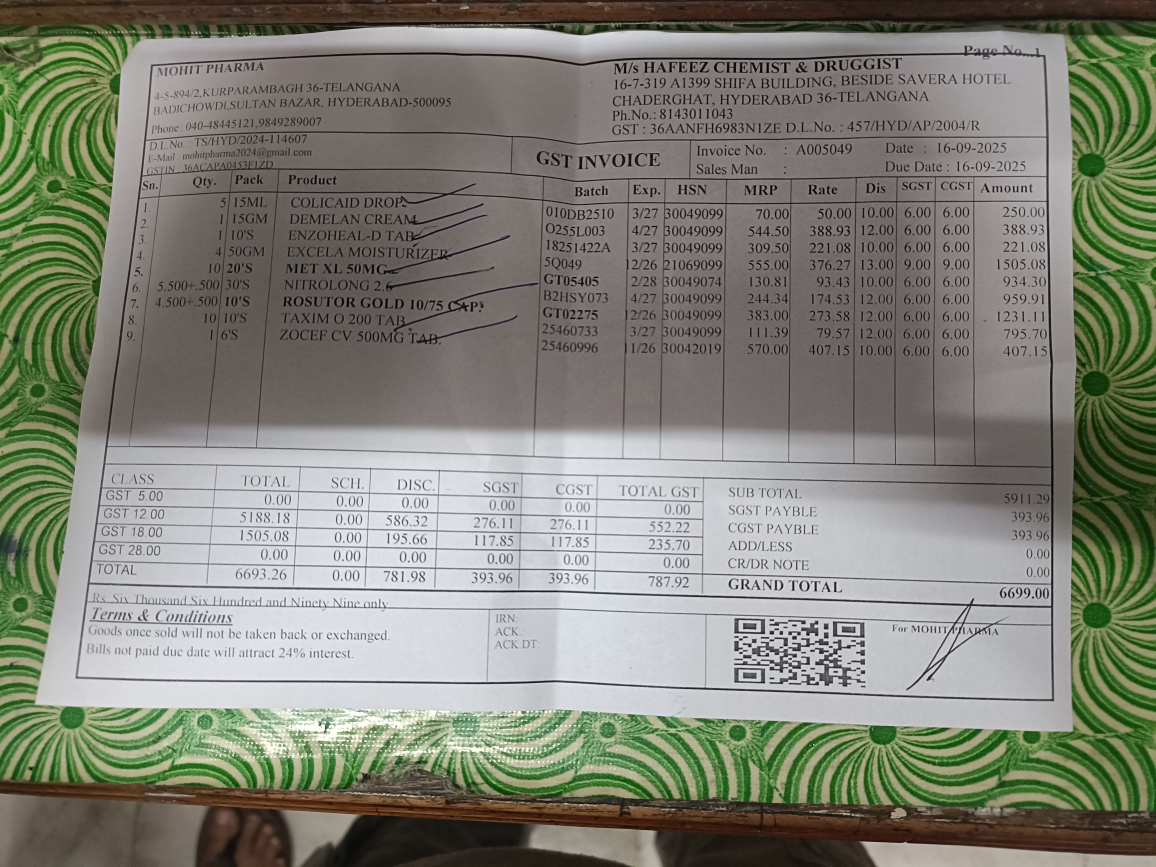 Page No..1
MOHIT PHARMA
4-5-894/2,KURPARAMBAGH 36-TELANGANA
BADICHOWDI,SULTAN BAZAR, HYDERABAD-500095
Phone : 040-48445121,9849289007
D.L.No. : TS/HYD/2024-114607
E-Mail : mohitpharma2024@gmail.com
GSTIN : 36ACAPA0453F1ZD
M/s HAFEEZ CHEMIST & DRUGGIST
16-7-319 A1399 SHIFA BUILDING, BESIDE SAVERA HOTEL
CHADERGHAT, HYDERABAD 36-TELANGANA
Ph.No.: 8143011043
GST : 36AANFH6983N1ZE D.L.No. : 457/HYD/AP/2004/R
GST INVOICE
Invoice No. : A005049 Date : 16-09-2025
Sales Man : Due Date : 16-09-2025
Sn. Qty. Pack Product Batch Exp. HSN MRP Rate Dis SGST CGST Amount
1. 5 15ML COLICAID DROP. 010DB2510 3/27 30049099 70.00 50.00 10.00 6.00 6.00 250.00
2. 1 15GM DEMELAN CREAM O255L003 4/27 30049099 544.50 388.93 12.00 6.00 6.00 388.93
3. 1 10'S ENZOHEAL-D TAB 18251422A 3/27 30049099 309.50 221.08 10.00 6.00 6.00 221.08
4. 4 50GM EXCELA MOISTURIZER 5Q049 12/26 21069099 555.00 376.27 13.00 9.00 9.00 1505.08
5. 10 20'S MET XL 50MG GT05405 2/28 30049074 130.81 93.43 10.00 6.00 6.00 934.30
6. 5.500+.500 30'S NITROLONG 2.6 B2HSY073 4/27 30049099 244.34 174.53 12.00 6.00 6.00 959.91
7. 4.500+.500 10'S ROSUTOR GOLD 10/75 CAP. GT02275 12/26 30049099 383.00 273.58 12.00 6.00 6.00 1231.11
8. 10 10'S TAXIM O 200 TAB 25460733 3/27 30049099 111.39 79.57 12.00 6.00 6.00 795.70
9. 1 6'S ZOCEF CV 500MG TAB. 25460996 11/26 30042019 570.00 407.15 10.00 6.00 6.00 407.15
CLASS TOTAL SCH. DISC. SGST CGST TOTAL GST
GST 5.00 0.00 0.00 0.00 0.00 0.00 0.00
GST 12.00 5188.18 0.00 586.32 276.11 276.11 552.22
GST 18.00 1505.08 0.00 195.66 117.85 117.85 235.70
GST 28.00 0.00 0.00 0.00 0.00 0.00 0.00
TOTAL 6693.26 0.00 781.98 393.96 393.96 787.92
SUB TOTAL 5911.29
SGST PAYBLE 393.96
CGST PAYBLE 393.96
ADD/LESS 0.00
CR/DR NOTE 0.00
GRAND TOTAL 6699.00
Rs. Six Thousand Six Hundred and Ninety Nine only
Terms & Conditions
Goods once sold will not be taken back or exchanged.
Bills not paid due date will attract 24% interest.
IRN:
ACK.:
ACK.DT:
For MOHIT PHARMA